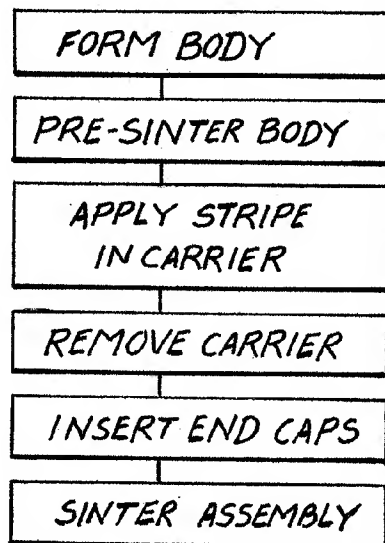 FORM BODY
PRE-SINTER BODY
APPLY STRIPE
IN CARRIER
REMOVE CARRIER
INSERT END CAPS
SINTER ASSEMBLY